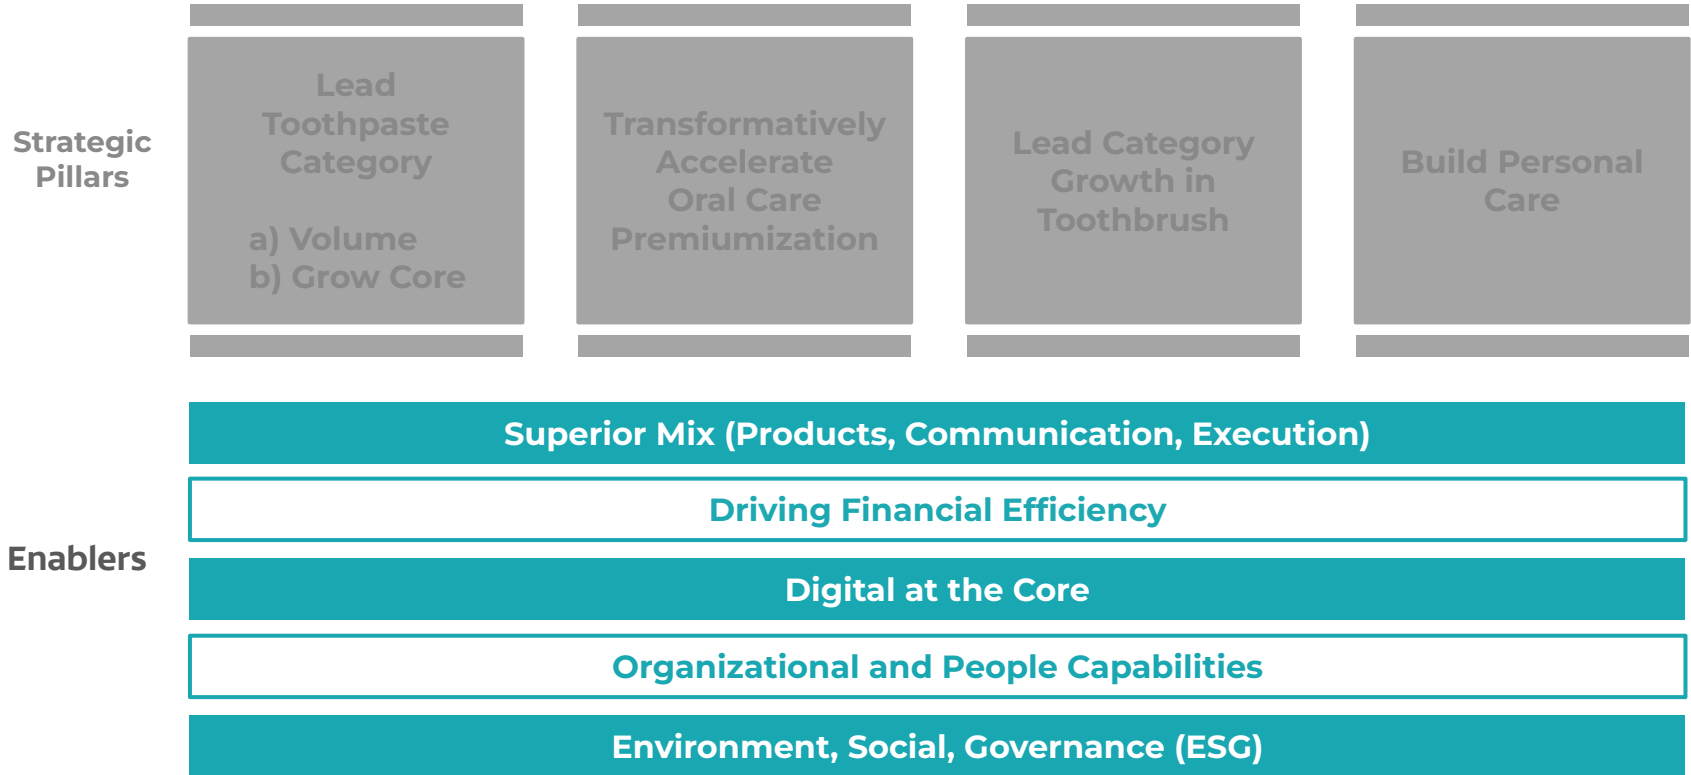 Strategic
Pillars
Lead
Toothpaste
Category
a) Volume
b) Grow Core
Transformatively
Accelerate
Oral Care
Premiumization
Lead Category
Growth in
Toothbrush
Build Personal
Care
Enablers
Superior Mix (Products, Communication, Execution)
Driving Financial Efficiency
Digital at the Core
Organizational and People Capabilities
Environment, Social, Governance (ESG)